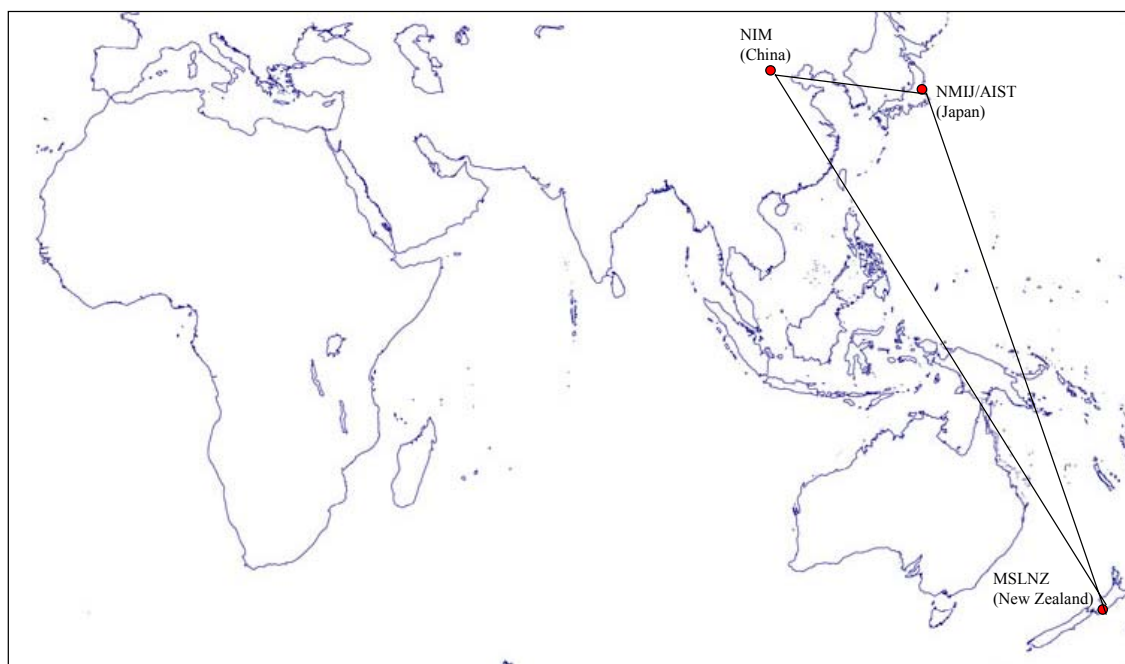 NIM
(China)
NMIJ/AIST
(Japan)
MSLNZ
(New Zealand)